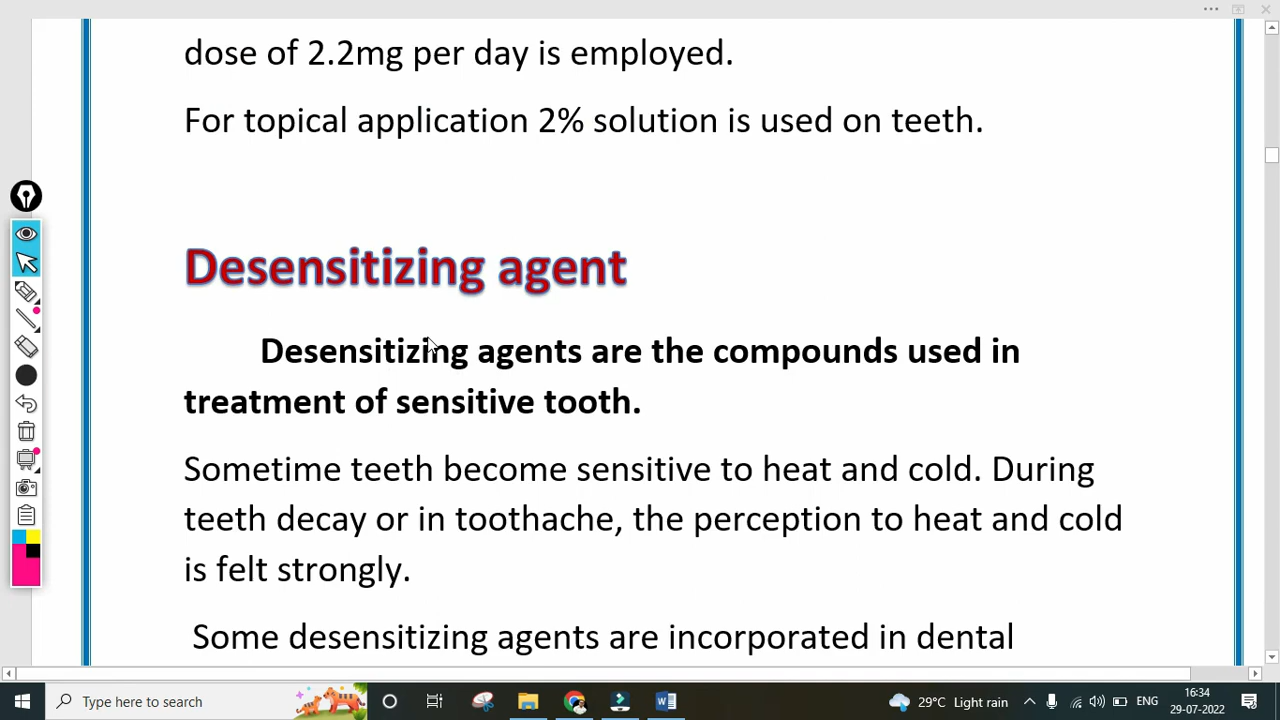 dose of 2.2mg per day is employed.
For topical application 2% solution is used on teeth.
Desensitizing agent
Desensitizing agents are the compounds used in
treatment of sensitive tooth.
Sometime teeth become sensitive to heat and cold. During
teeth decay or in toothache, the perception to heat and cold
is felt strongly.
Some desensitizing agents are incorporated in dental
Type here to search
29°C Light rain
ENG
16:34
29-07-2022